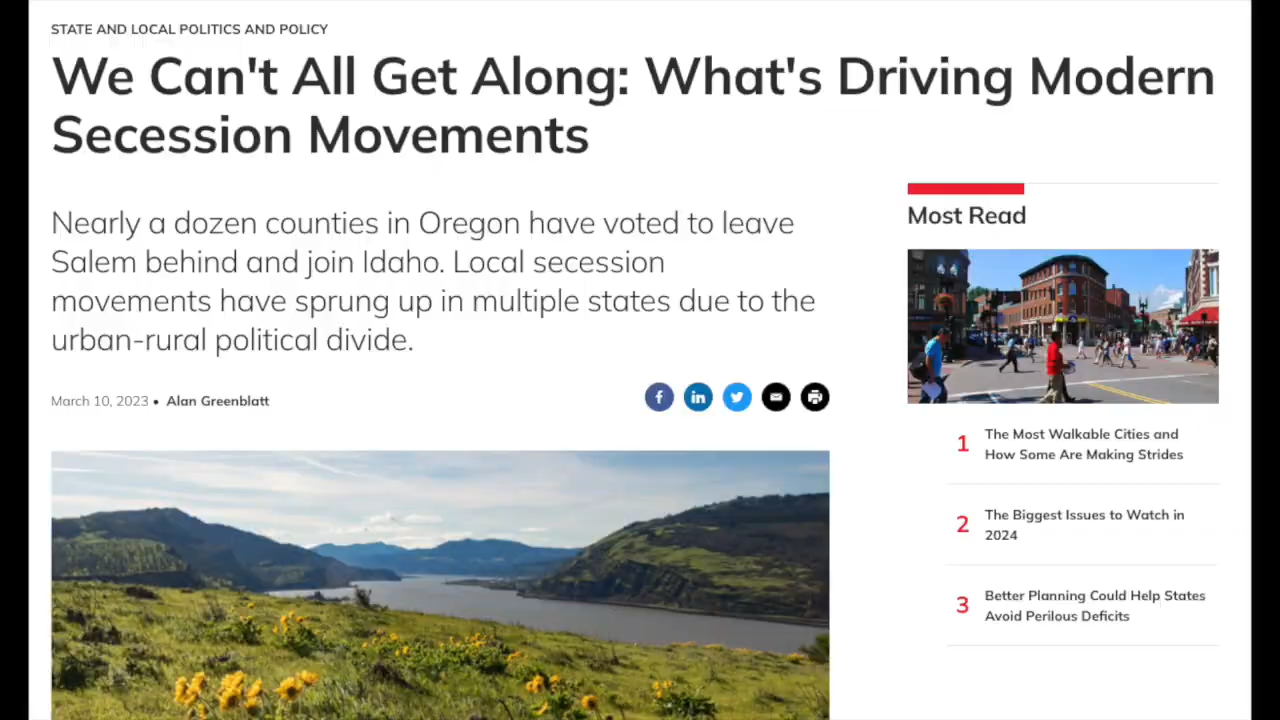 STATE AND LOCAL POLITICS AND POLICY
We Can't All Get Along: What's Driving Modern
Secession Movements
Nearly a dozen counties in Oregon have voted to leave
Salem behind and join Idaho. Local secession
movements have sprung up in multiple states due to the
urban-rural political divide.
March 10, 2023 • Alan Greenblatt
Most Read
1 The Most Walkable Cities and
How Some Are Making Strides
2 The Biggest Issues to Watch in
2024
3 Better Planning Could Help States
Avoid Perilous Deficits